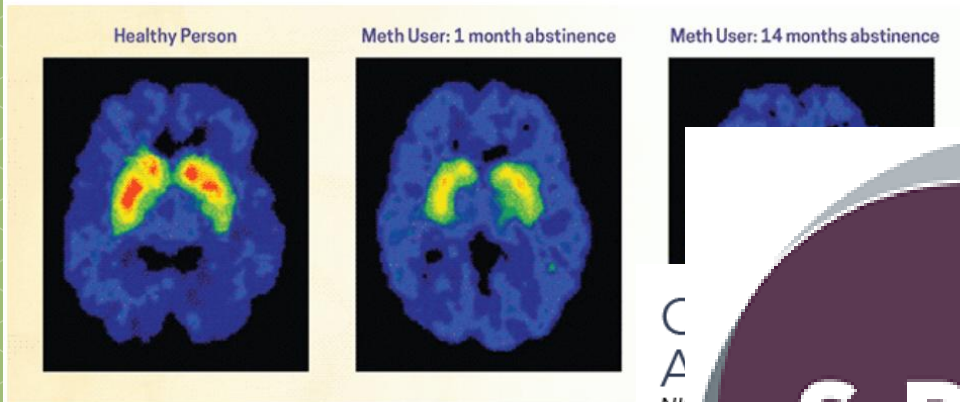 Healthy Person
Meth User: 1 month abstinence
Meth User: 14 months abstinence